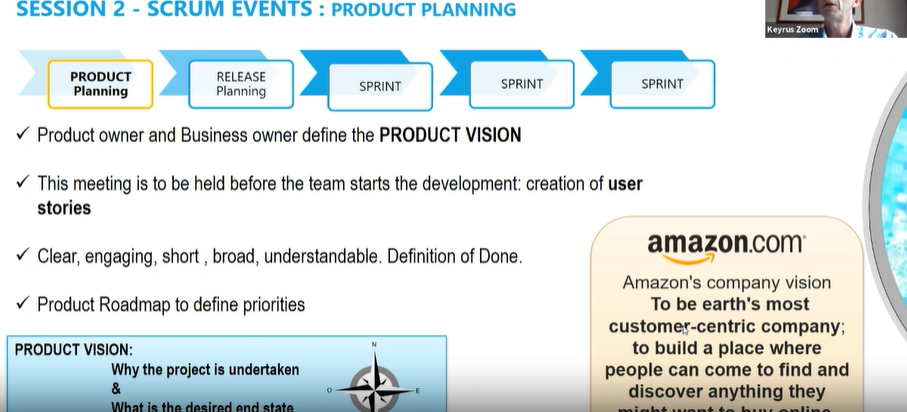 SESSION 2 - SCRUM EVENTS : PRODUCT PLANNING
Keyrus Zoom
PRODUCT
Planning
RELEASE
Planning
SPRINT
SPRINT
SPRINT
✓ Product owner and Business owner define the PRODUCT VISION
✓ This meeting is to be held before the team starts the development: creation of user
stories
✓ Clear, engaging, short , broad, understandable. Definition of Done.
✓ Product Roadmap to define priorities
PRODUCT VISION:
Why the project is undertaken
&
What is the desired end state
N
O
E
amazon.com
Amazon's company vision
To be earth's most
customer-centric company;
to build a place where
people can come to find and
discover anything they
might want to buy online